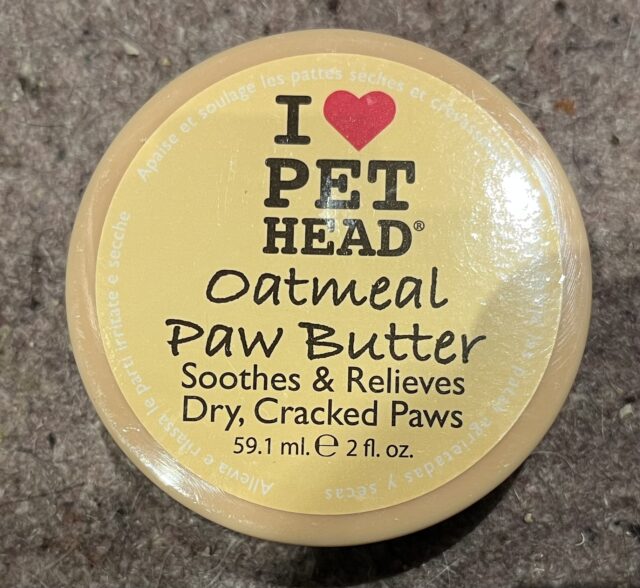 I ❤ PET HEAD®
Oatmeal
Paw Butter
Soothes & Relieves
Dry, Cracked Paws
59.1 ml. ℮ 2 fl. oz.
Apaise et soulage les pattes sèches et
agrietadas y secas
Allevia e rilassa le parti irritate e secche